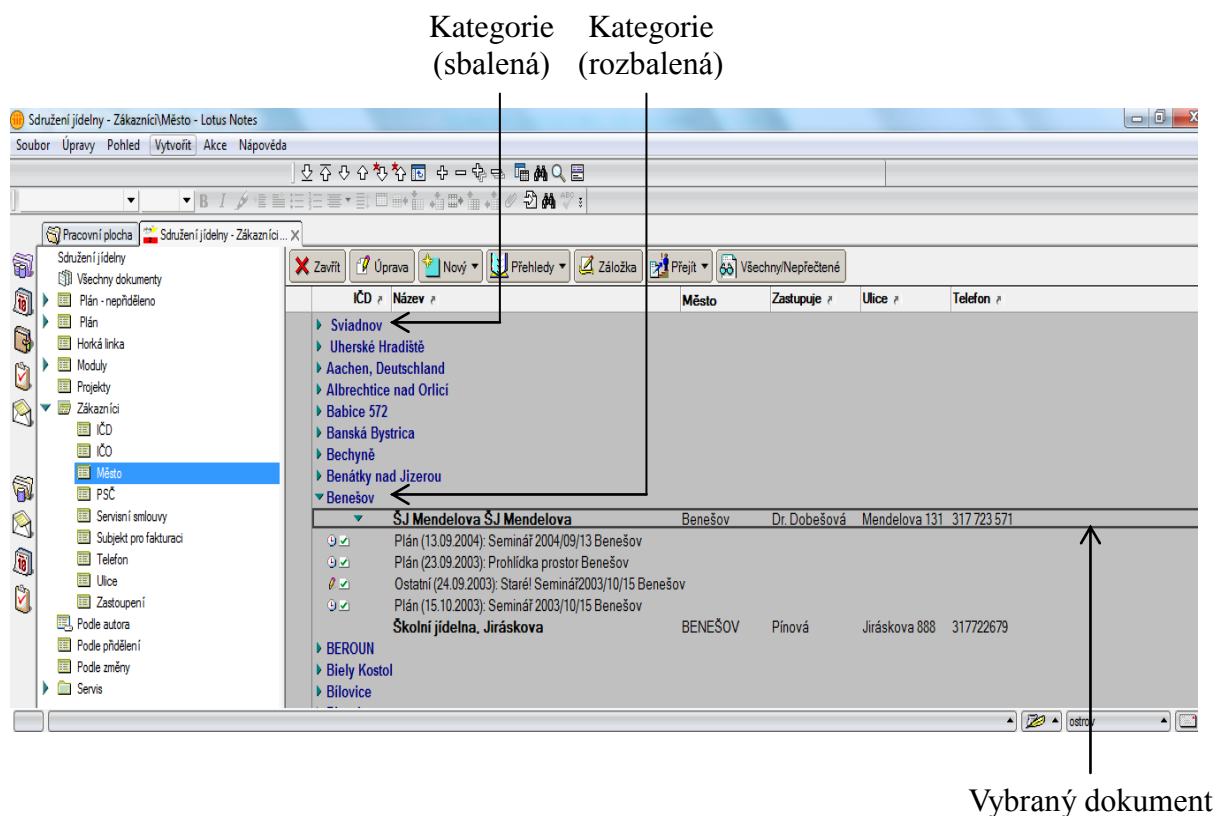 Kategorie Kategorie
(sbalená) (rozbalená)
Sdružení jídelny - Zákazníci\Město - Lotus Notes
Soubor Úpravy Pohled Vytvořit Akce Nápověda
B I
Pracovní plocha Sdružení jídelny - Zákazníci...
Sdružení jídelny
Všechny dokumenty
Plán - nepřiděleno
Plán
Horká linka
Moduly
Projekty
Zákazníci
IČD
IČO
Město
PSČ
Servisní smlouvy
Subjekt pro fakturaci
Telefon
Ulice
Zastoupení
Podle autora
Podle přidělení
Podle změny
Servis
Zavřít Úprava Nový Přehledy Záložka Přejít Všechny/Nepřečtené
IČD Název Město Zastupuje Ulice Telefon
Sviadnov
Uherské Hradiště
Aachen, Deutschland
Albrechtice nad Orlicí
Babice 572
Banská Bystrica
Bechyně
Benátky nad Jizerou
Benešov
ŠJ Mendelova ŠJ Mendelova Benešov Dr. Dobešová Mendelova 131 317 723 571
Plán (13.09.2004): Seminář 2004/09/13 Benešov
Plán (23.09.2003): Prohlídka prostor Benešov
Ostatní (24.09.2003): Staré! Seminář2003/10/15 Benešov
Plán (15.10.2003): Seminář 2003/10/15 Benešov
Školní jídelna, Jiráskova BENEŠOV Pínová Jiráskova 888 317722679
BEROUN
Biely Kostol
Bílovice
ostrov
Vybraný dokument